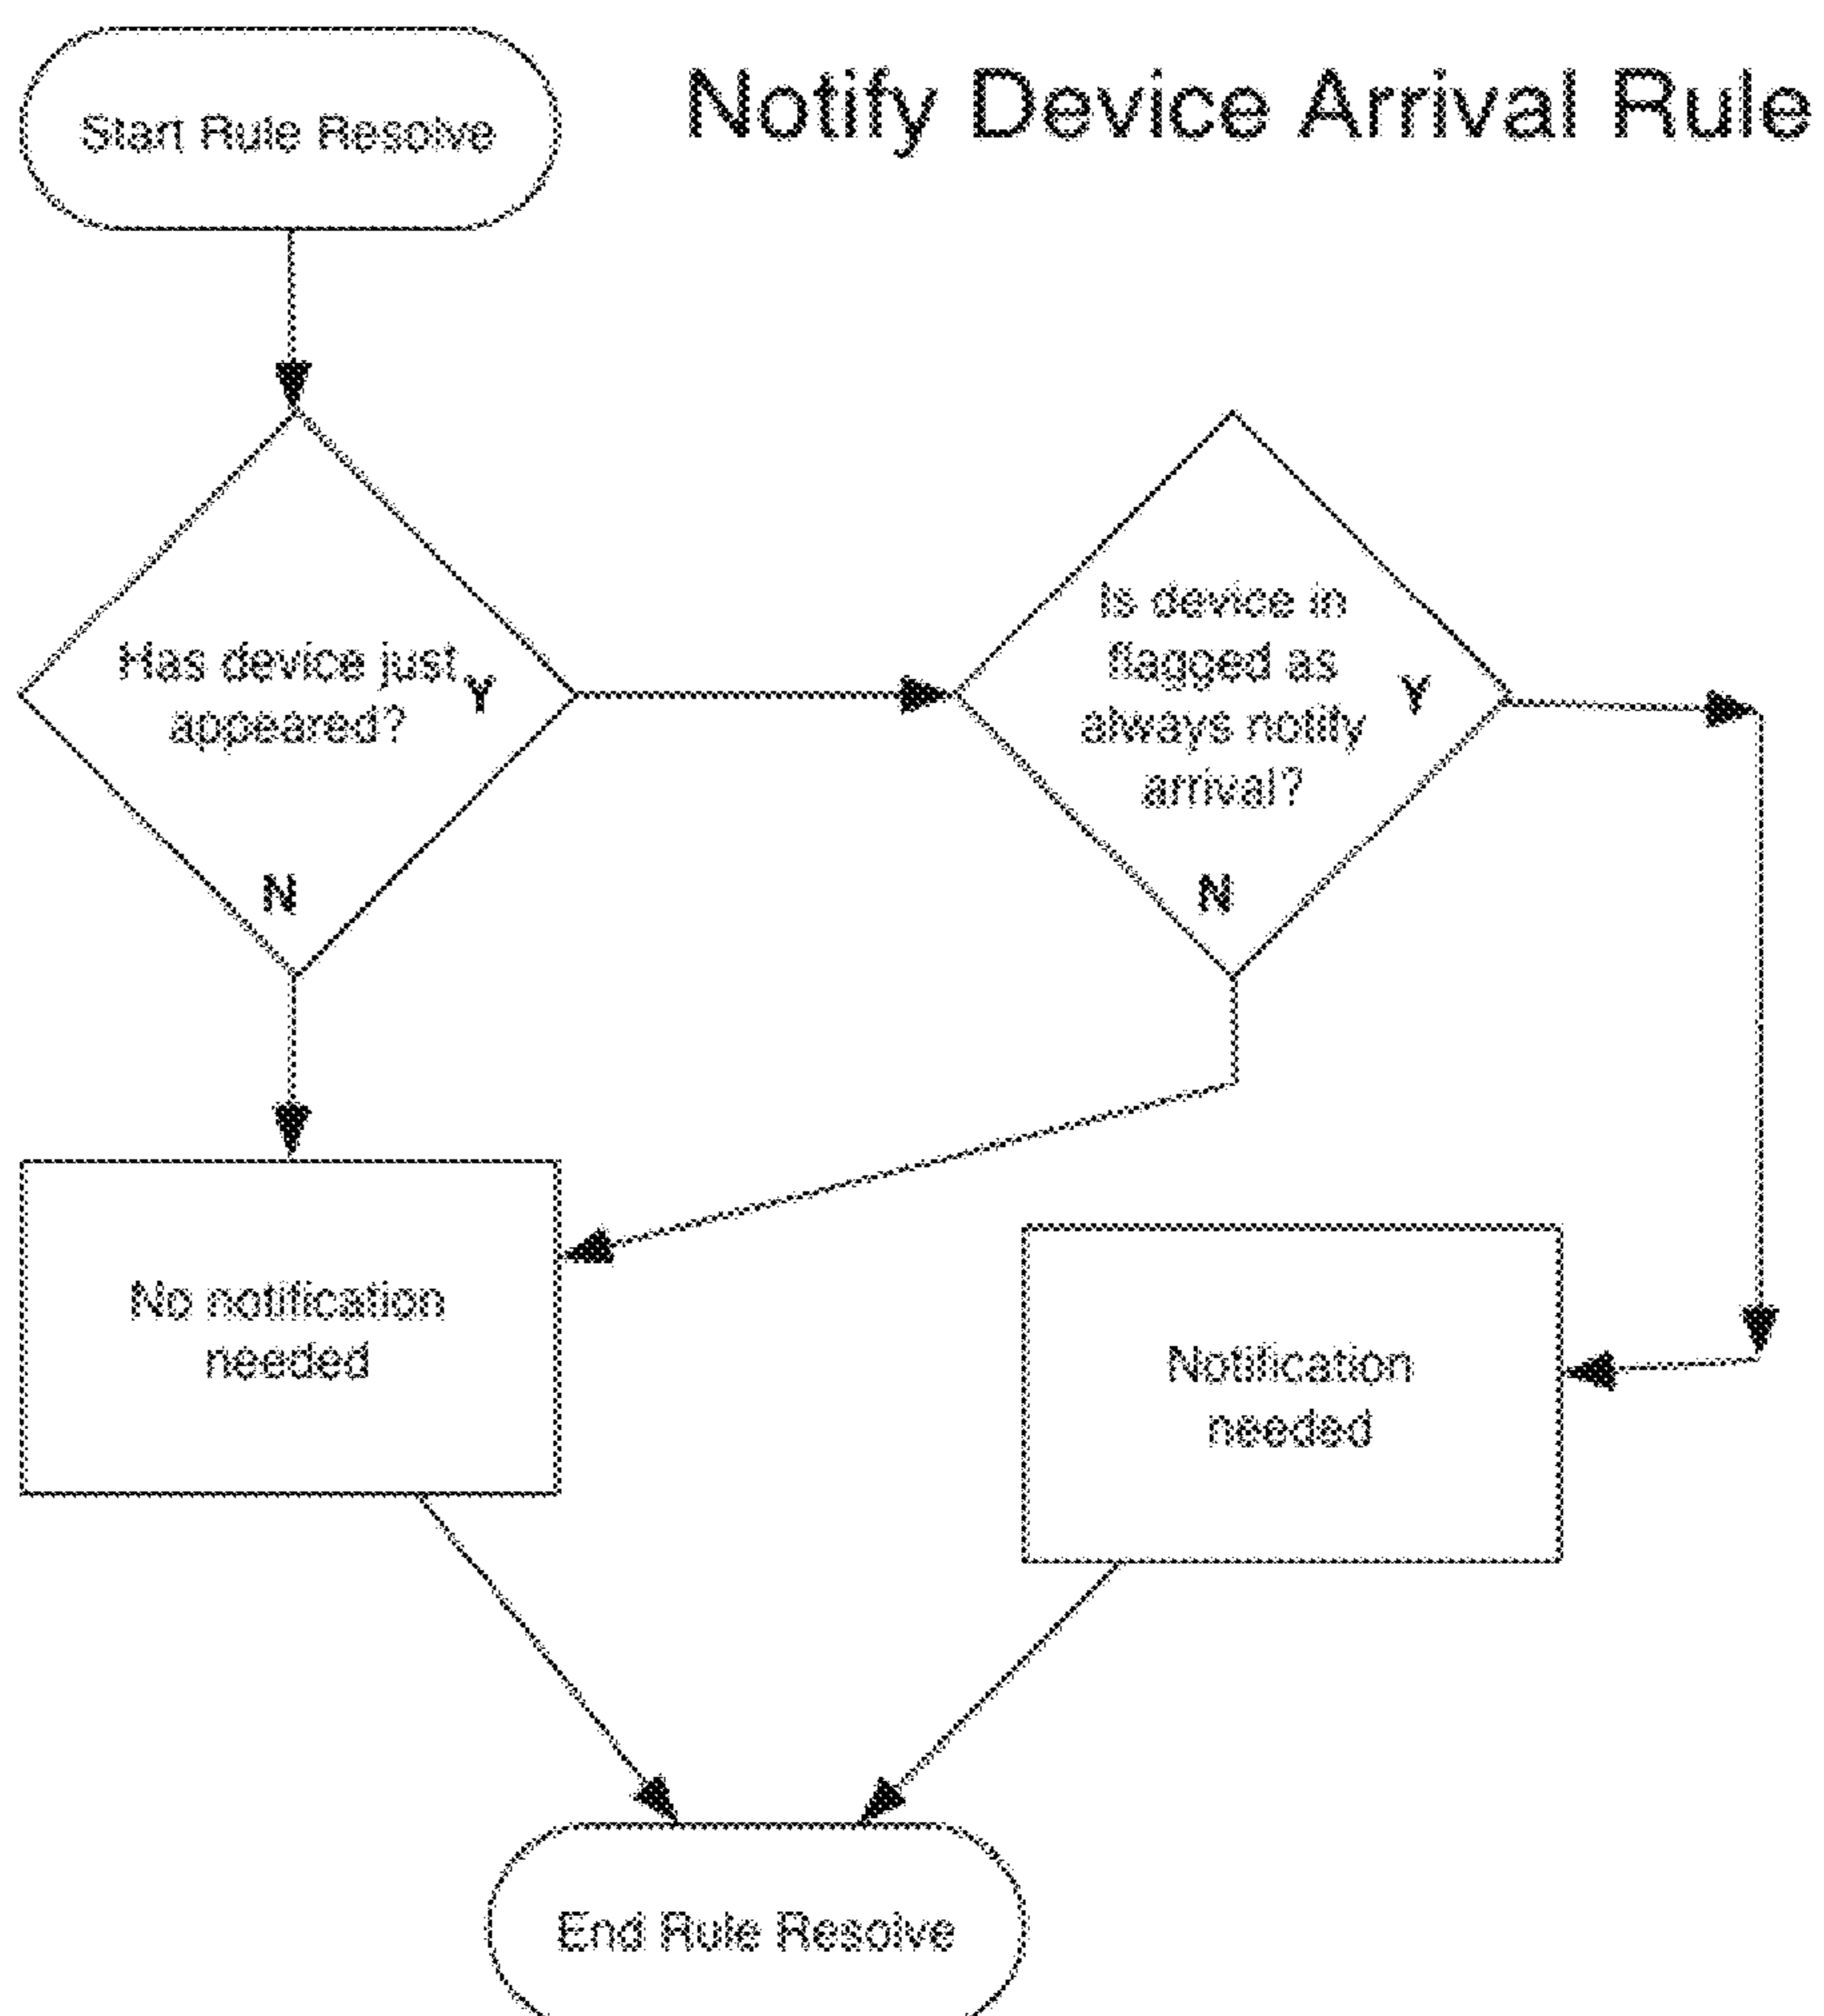 Start Rule Resolve
Notify Device Arrival Rule
Has device just
appeared?
Y
N
Is device in
flagged as
always notify
arrival?
Y
N
No notification
needed
Notification
needed
End Rule Resolve